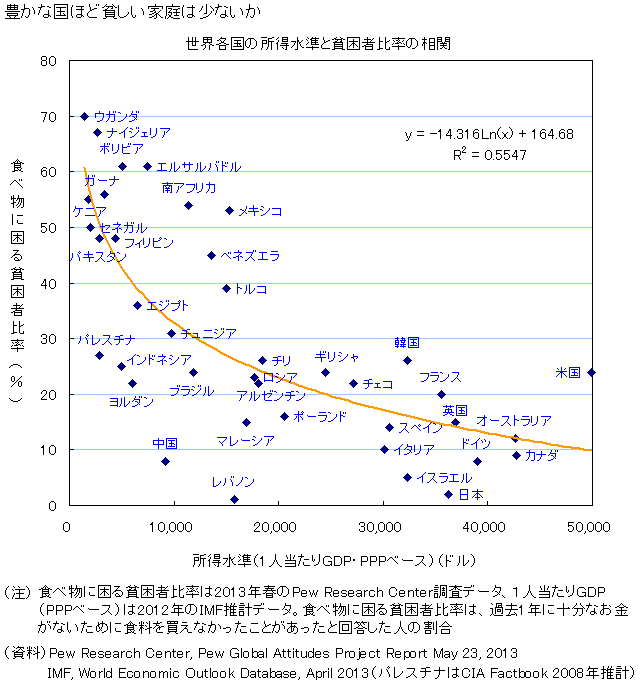 豊かな国ほど貧しい家庭は少ないか
世界各国の所得水準と貧困者比率の相関
80
70
60
50
40
30
20
10
0
食べ物に困る貧困者比率（％）
y = −14.316Ln(x) + 164.68
R² = 0.5547
ウガンダ
ナイジェリア
ボリビア
エルサルバドル
ガーナ
南アフリカ
ケニア
メキシコ
セネガル
フィリピン
パキスタン
ベネズエラ
トルコ
エジプト
チュニジア
パレスチナ
インドネシア
チリ
ギリシャ
韓国
米国
ヨルダン
ブラジル
ロシア
アルゼンチン
チェコ
フランス
ポーランド
英国
オーストラリア
マレーシア
スペイン
中国
イタリア
ドイツ
カナダ
レバノン
イスラエル
日本
0
10,000
20,000
30,000
40,000
50,000
所得水準(１人当たりGDP・PPPベース)（ドル）
（注） 食べ物に困る貧困者比率は2013年春のPew Research Center調査データ、１人当たりGDP
（PPPベース）は2012年のIMF推計データ。食べ物に困る貧困者比率は、過去1年に十分なお金
がないために食料を買えなかったことがあったと回答した人の割合
（資料）Pew Research Center, Pew Global Attitudes Project Report May 23, 2013
IMF, World Economic Outlook Database, April 2013（パレスチナはCIA Factbook 2008年推計）